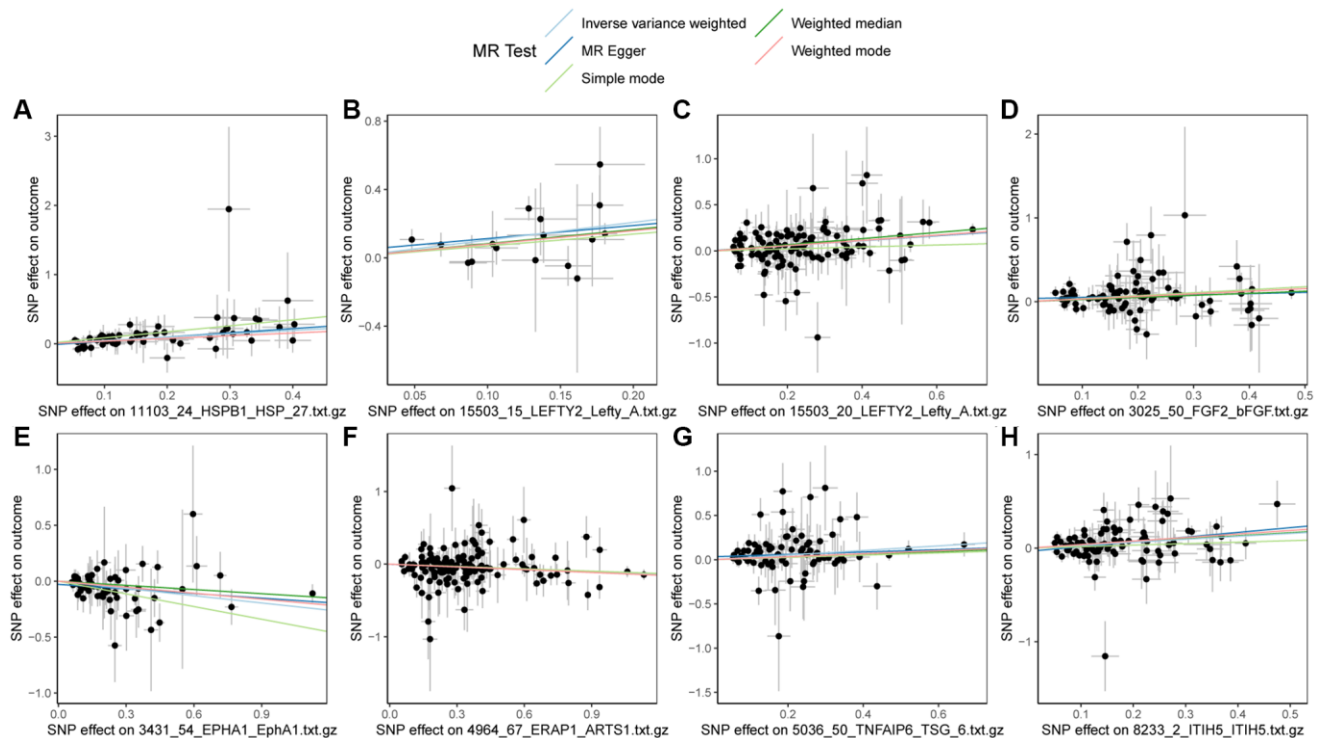 MR Test
Inverse variance weighted
MR Egger
Simple mode
Weighted median
Weighted mode
A
SNP effect on outcome
3
2
1
0
0.1
0.2
0.3
0.4
SNP effect on 11103_24_HSPB1_HSP_27.txt.gz
B
SNP effect on outcome
0.8
0.4
0.0
−0.4
0.05
0.10
0.15
0.20
SNP effect on 15503_15_LEFTY2_Lefty_A.txt.gz
C
SNP effect on outcome
1.0
0.5
0.0
−0.5
−1.0
0.2
0.4
0.6
SNP effect on 15503_20_LEFTY2_Lefty_A.txt.gz
D
SNP effect on outcome
2
1
0
0.1
0.2
0.3
0.4
0.5
SNP effect on 3025_50_FGF2_bFGF.txt.gz
E
SNP effect on outcome
1.0
0.5
0.0
−0.5
−1.0
0.0
0.3
0.6
0.9
SNP effect on 3431_54_EPHA1_EphA1.txt.gz
F
SNP effect on outcome
1
0
−1
0.0
0.3
0.6
0.9
SNP effect on 4964_67_ERAP1_ARTS1.txt.gz
G
SNP effect on outcome
1.0
0.5
0.0
−0.5
−1.0
−1.5
0.2
0.4
0.6
SNP effect on 5036_50_TNFAIP6_TSG_6.txt.gz
H
SNP effect on outcome
1
0
−1
0.1
0.2
0.3
0.4
0.5
SNP effect on 8233_2_ITIH5_ITIH5.txt.gz